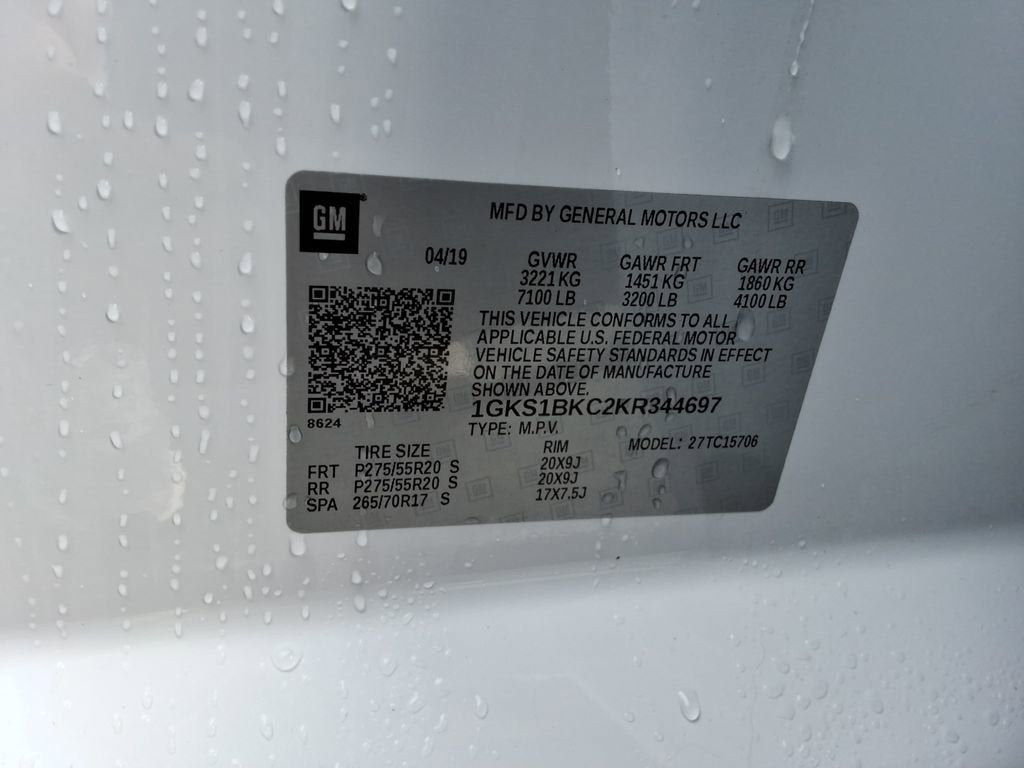 GM
MFD BY GENERAL MOTORS LLC
04/19
GVWR GAWR FRT GAWR RR
3221 KG 1451 KG 1860 KG
7100 LB 3200 LB 4100 LB
THIS VEHICLE CONFORMS TO ALL
APPLICABLE U.S. FEDERAL MOTOR
VEHICLE SAFETY STANDARDS IN EFFECT
ON THE DATE OF MANUFACTURE
SHOWN ABOVE.
1GKS1BKC2KR344697
8624
TYPE: M.P.V. MODEL: 27TC15706
TIRE SIZE RIM
FRT P275/55R20 S 20X9J
RR P275/55R20 S 20X9J
SPA 265/70R17 S 17X7.5J